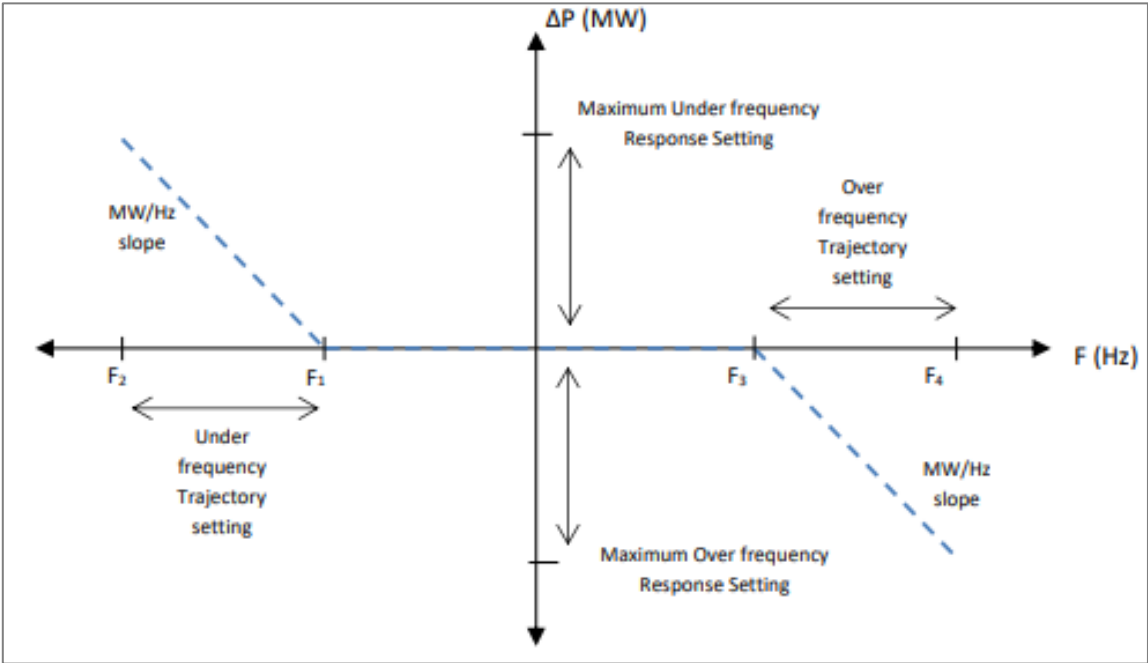 ΔP (MW)
Maximum Under frequency
Response Setting
Over
frequency
Trajectory
setting
MW/Hz
slope
F₂
F₁
F₃
F₄
F (Hz)
Under
frequency
Trajectory
setting
MW/Hz
slope
Maximum Over frequency
Response Setting